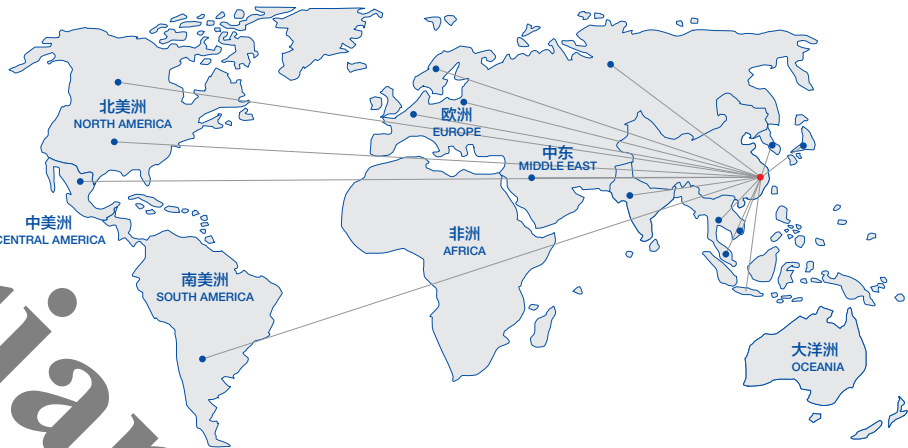 北美洲
NORTH AMERICA
欧洲
EUROPE
中东
MIDDLE EAST
中美洲
CENTRAL AMERICA
非洲
AFRICA
南美洲
SOUTH AMERICA
大洋洲
OCEANIA